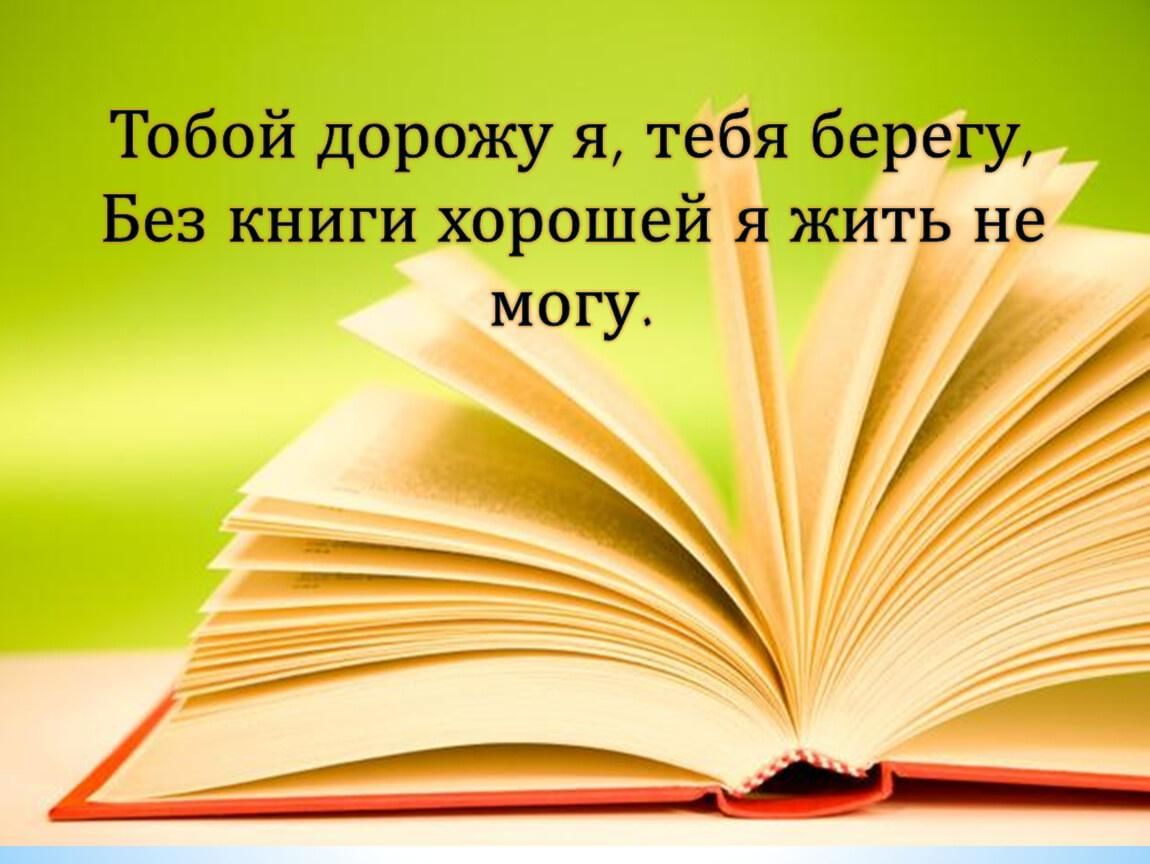 Тобой дорожу я, тебя берегу,
Без книги хорошей я жить не
могу.